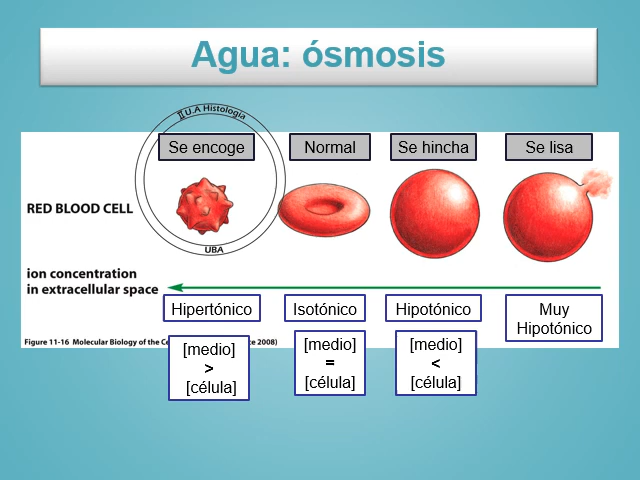 Agua: ósmosis
II U.A Histología
Se encoge
Normal
Se hincha
Se lisa
RED BLOOD CELL
UBA
ion concentration
in extracellular space
Hipertónico
Isotónico
Hipotónico
Muy
Hipotónico
Figure 11-16 Molecular Biology of the Ce ce 2008)
[medio]
>
[célula]
[medio]
=
[célula]
[medio]
<
[célula]